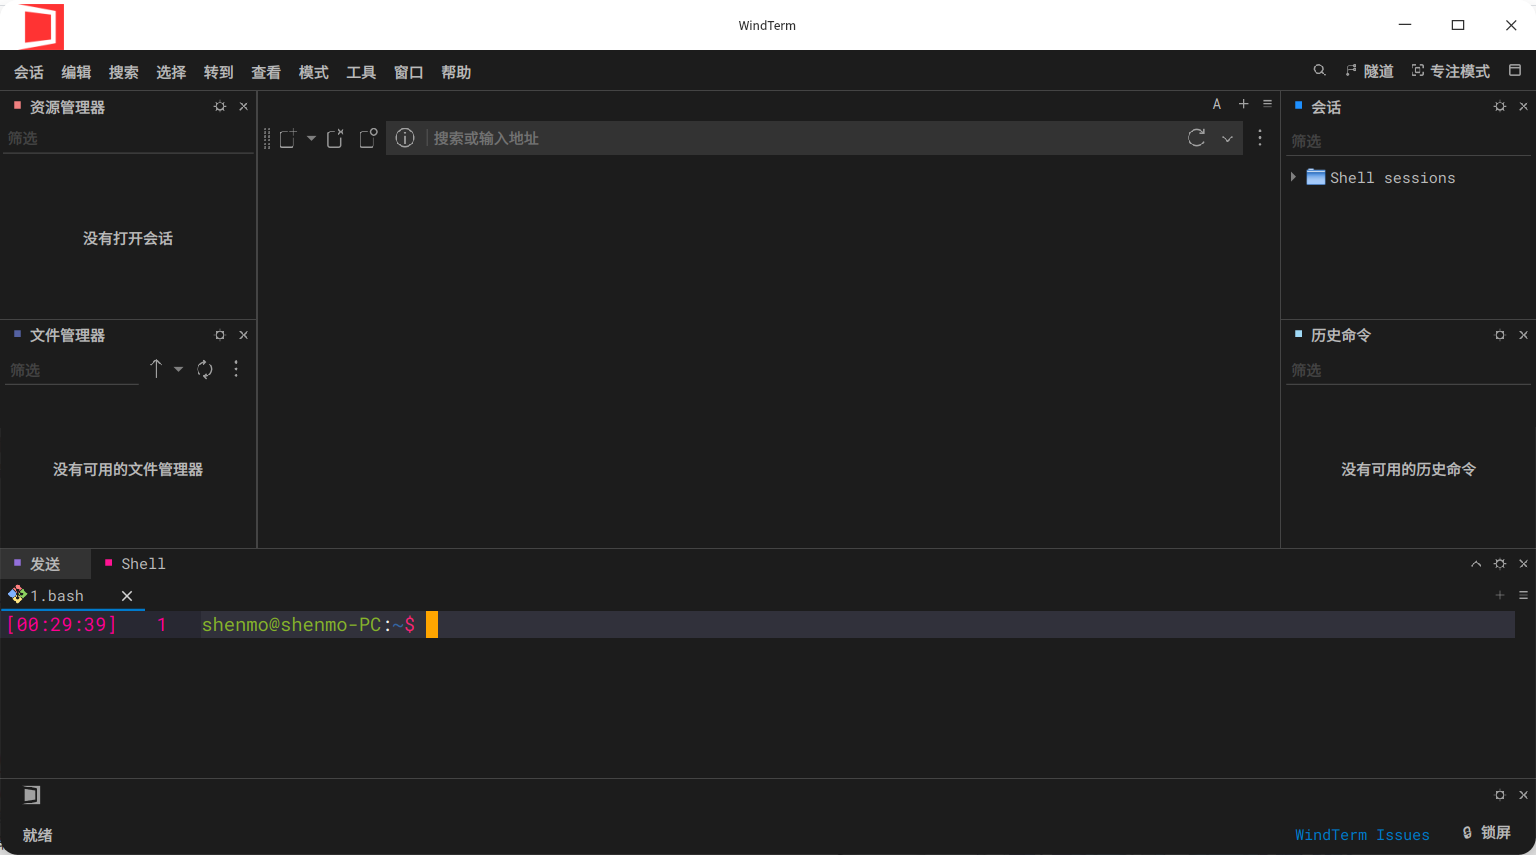 WindTerm
会话 编辑 搜索 选择 转到 查看 模式 工具 窗口 帮助 隧道 专注模式
资源管理器
筛选
没有打开会话
文件管理器
筛选
没有可用的文件管理器
A
搜索或输入地址
会话
筛选
Shell sessions
历史命令
筛选
没有可用的历史命令
发送 Shell
1.bash
[00:29:39] 1 shenmo@shenmo-PC:~$
就绪 WindTerm Issues 锁屏